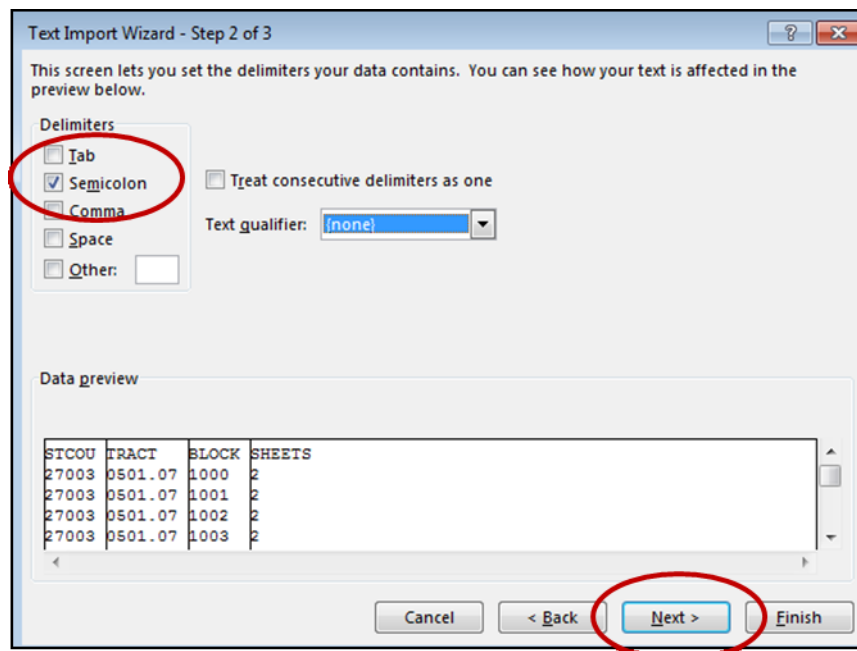 Text Import Wizard - Step 2 of 3
This screen lets you set the delimiters your data contains. You can see how your text is affected in the
preview below.
Delimiters
Tab
Semicolon
Comma
Space
Other:
Treat consecutive delimiters as one
Text qualifier: {none}
Data preview
STCOU TRACT BLOCK SHEETS
27003 0501.07 1000 2
27003 0501.07 1001 2
27003 0501.07 1002 2
27003 0501.07 1003 2
Cancel < Back Next > Finish